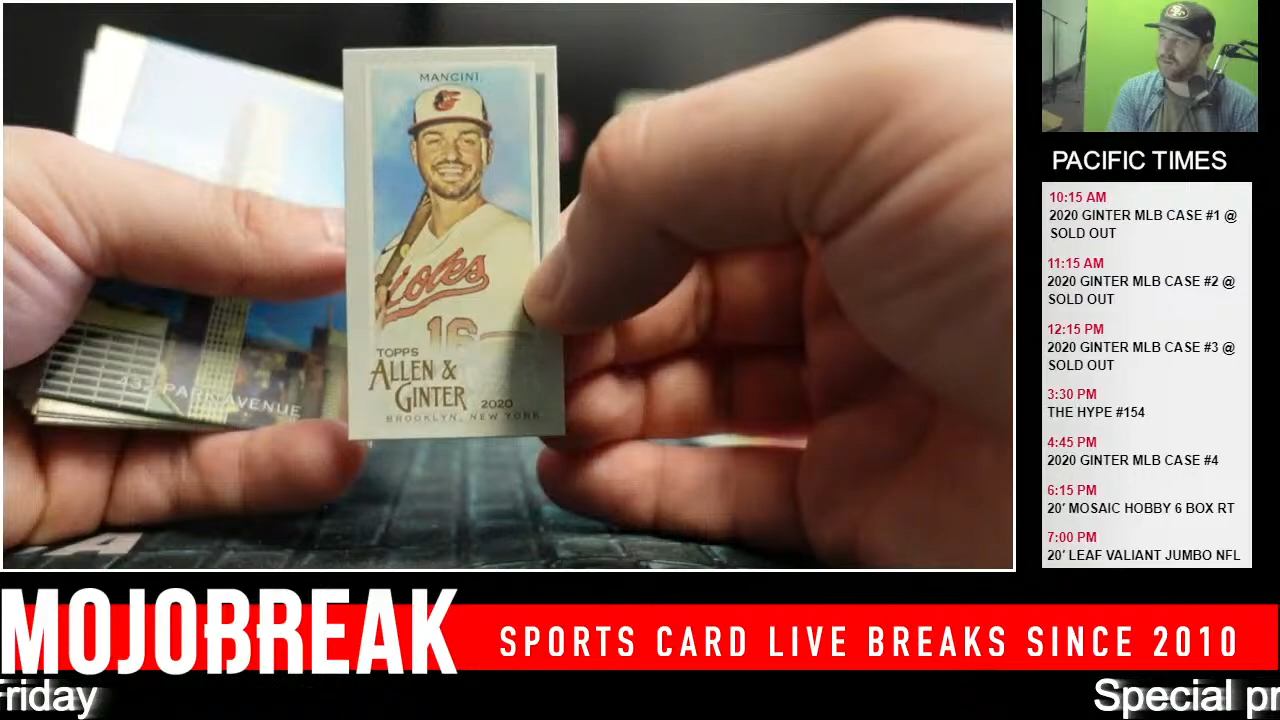 MANCINI
Orioles
16
TOPPS
ALLEN &
GINTER
2020
BROOKLYN, NEW YORK
432 PARK AVENUE
A
PACIFIC TIMES
10:15 AM
2020 GINTER MLB CASE #1 @
SOLD OUT
11:15 AM
2020 GINTER MLB CASE #2 @
SOLD OUT
12:15 PM
2020 GINTER MLB CASE #3 @
SOLD OUT
3:30 PM
THE HYPE #154
4:45 PM
2020 GINTER MLB CASE #4
6:15 PM
20' MOSAIC HOBBY 6 BOX RT
7:00 PM
20' LEAF VALIANT JUMBO NFL
MOJOBREAK
SPORTS CARD LIVE BREAKS SINCE 2010
Friday
Special pr